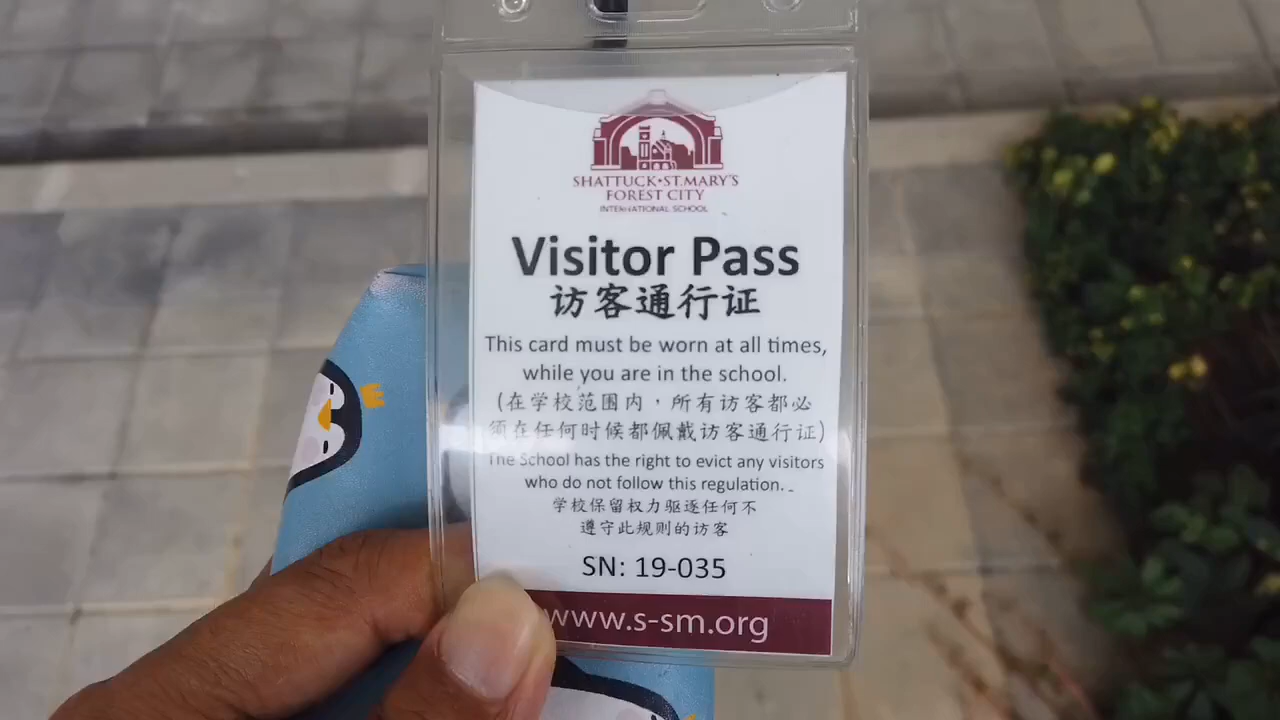 SHATTUCK•ST.MARY'S
FOREST CITY
INTERNATIONAL SCHOOL
Visitor Pass
访客通行证
This card must be worn at all times,
while you are in the school.
(在学校范围内，所有访客都必
须在任何时候都佩戴访客通行证)
The School has the right to evict any visitors
who do not follow this regulation.
学校保留权力驱逐任何不
遵守此规则的访客
SN: 19-035
www.s-sm.org